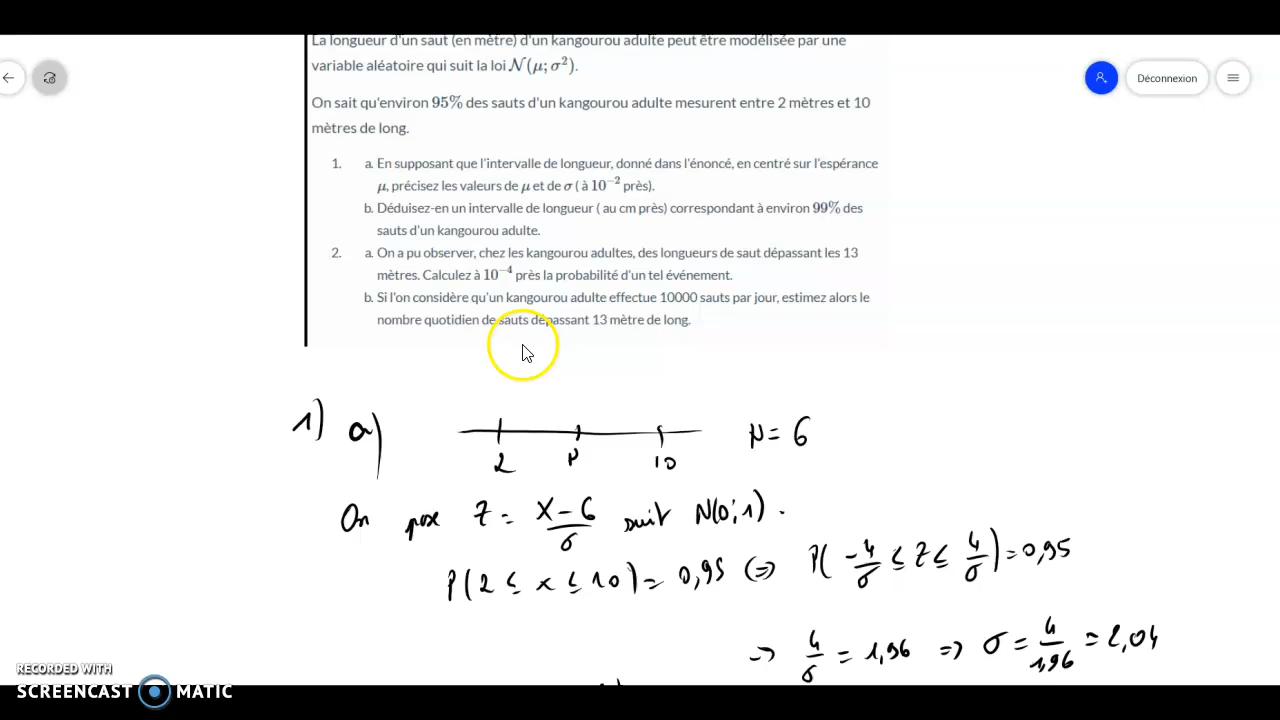 La longueur d'un saut (en mètre) d'un kangourou adulte peut être modélisée par une
variable aléatoire qui suit la loi N(μ; σ²).
On sait qu'environ 95% des sauts d'un kangourou adulte mesurent entre 2 mètres et 10
mètres de long.
1. a. En supposant que l'intervalle de longueur, donné dans l'énoncé, en centré sur l'espérance
μ, précisez les valeurs de μ et de σ ( à 10⁻² près).
b. Déduisez-en un intervalle de longueur ( au cm près) correspondant à environ 99% des
sauts d'un kangourou adulte.
2. a. On a pu observer, chez les kangourou adultes, des longueurs de saut dépassant les 13
mètres. Calculez à 10⁻⁴ près la probabilité d'un tel événement.
b. Si l'on considère qu'un kangourou adulte effectue 10000 sauts par jour, estimez alors le
nombre quotidien de sauts dépassant 13 mètre de long.
Déconnexion
1) a)
2 μ 10
μ = 6
On pose Z = (X - 6)/σ suit N(0;1).
P(2 ≤ X ≤ 10) = 0,95 (=) P(-4/σ ≤ Z ≤ 4/σ) = 0,95
=> 4/σ = 1,96 => σ = 4/1,96 = 2,04
RECORDED WITH
SCREENCAST MATIC